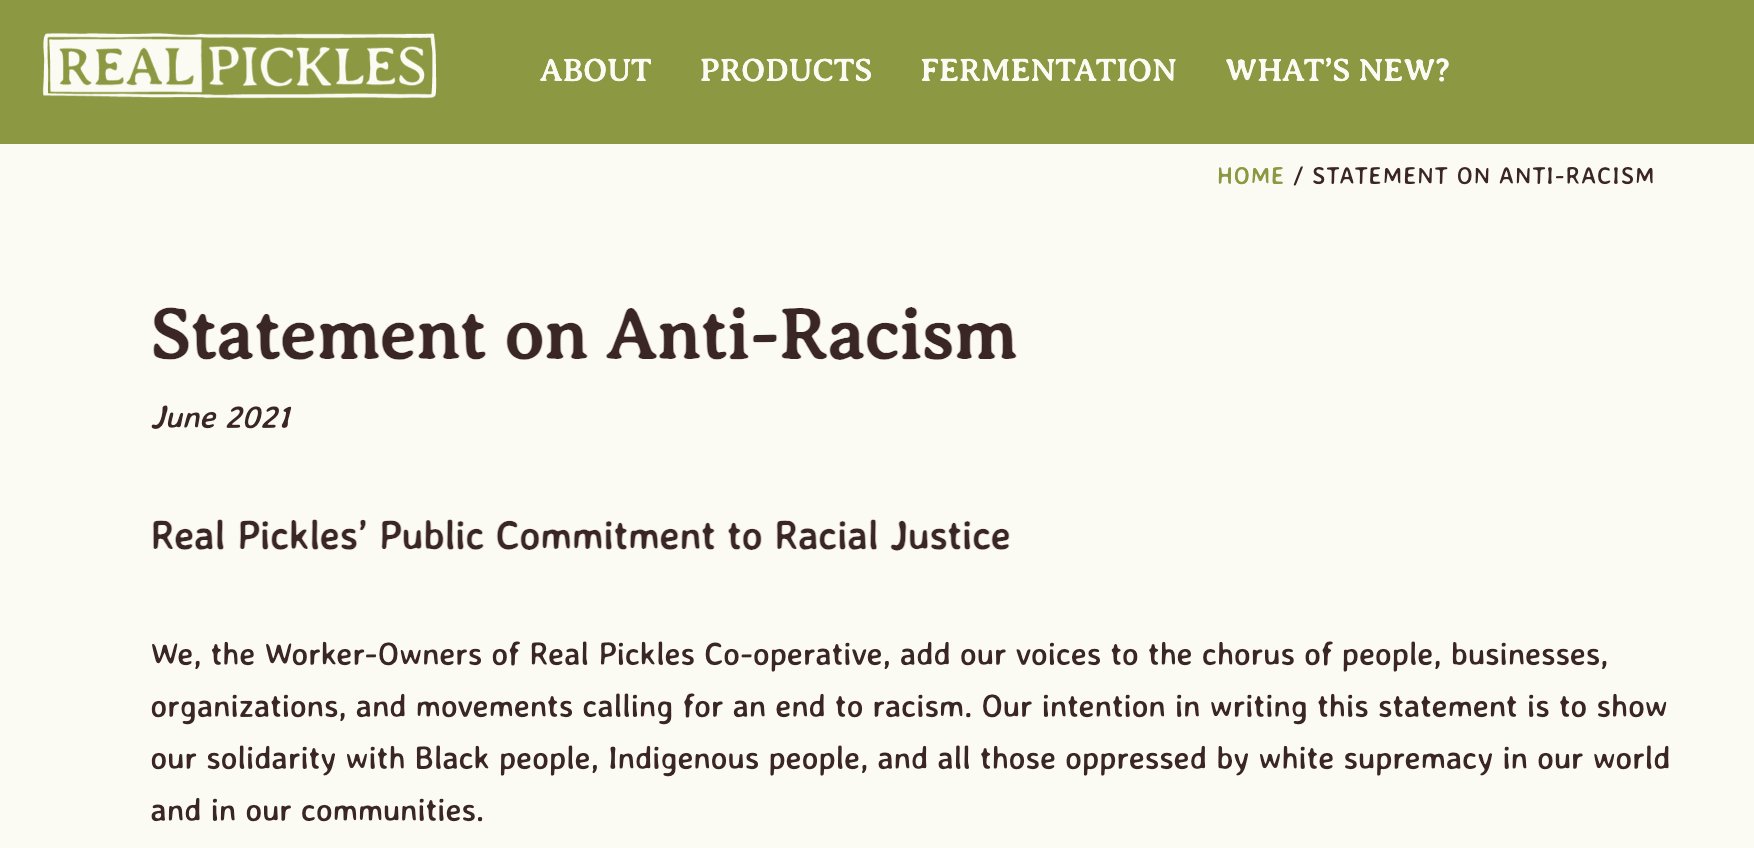 REAL PICKLES
ABOUT PRODUCTS FERMENTATION WHAT'S NEW?
HOME / STATEMENT ON ANTI-RACISM
Statement on Anti-Racism
June 2021
Real Pickles’ Public Commitment to Racial Justice
We, the Worker-Owners of Real Pickles Co-operative, add our voices to the chorus of people, businesses,
organizations, and movements calling for an end to racism. Our intention in writing this statement is to show
our solidarity with Black people, Indigenous people, and all those oppressed by white supremacy in our world
and in our communities.